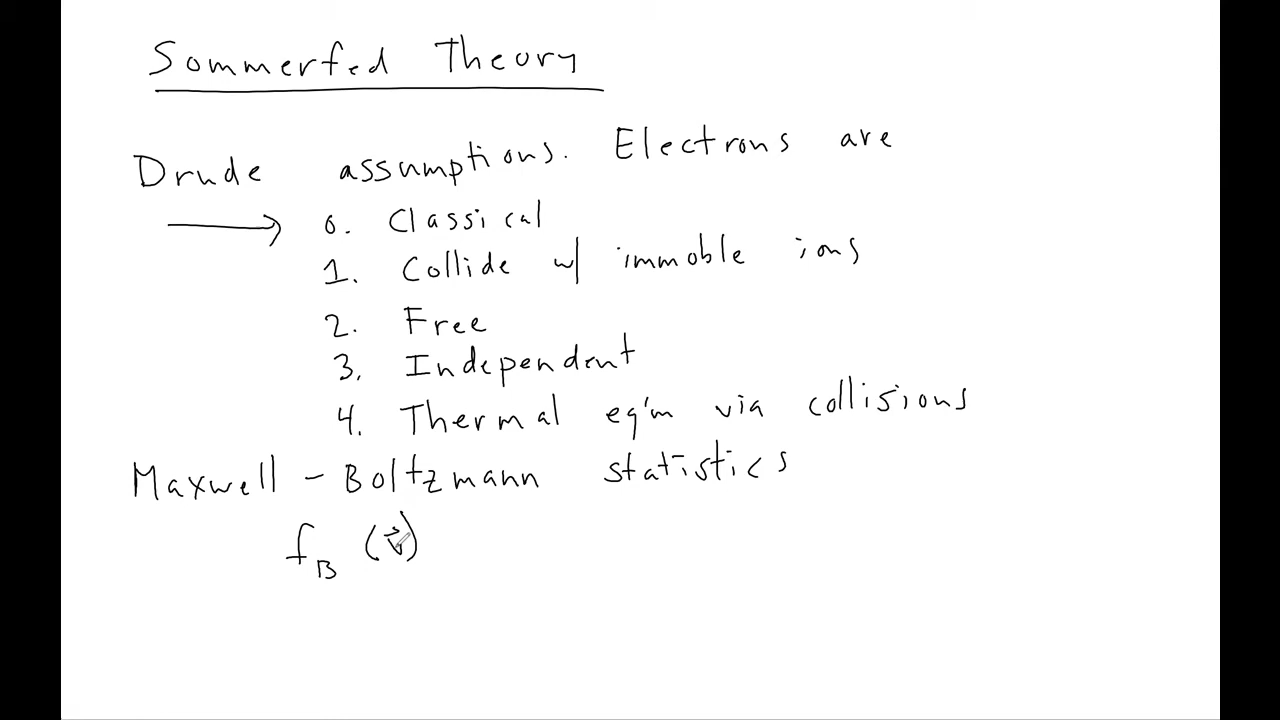 Sommerfed Theory
Drude assumptions. Electrons are
→ 0. Classical
1. Collide w/ immoble ions
2. Free
3. Independent
4. Thermal eq'm via collisions
Maxwell - Boltzmann statistics
f_B (v⃗)